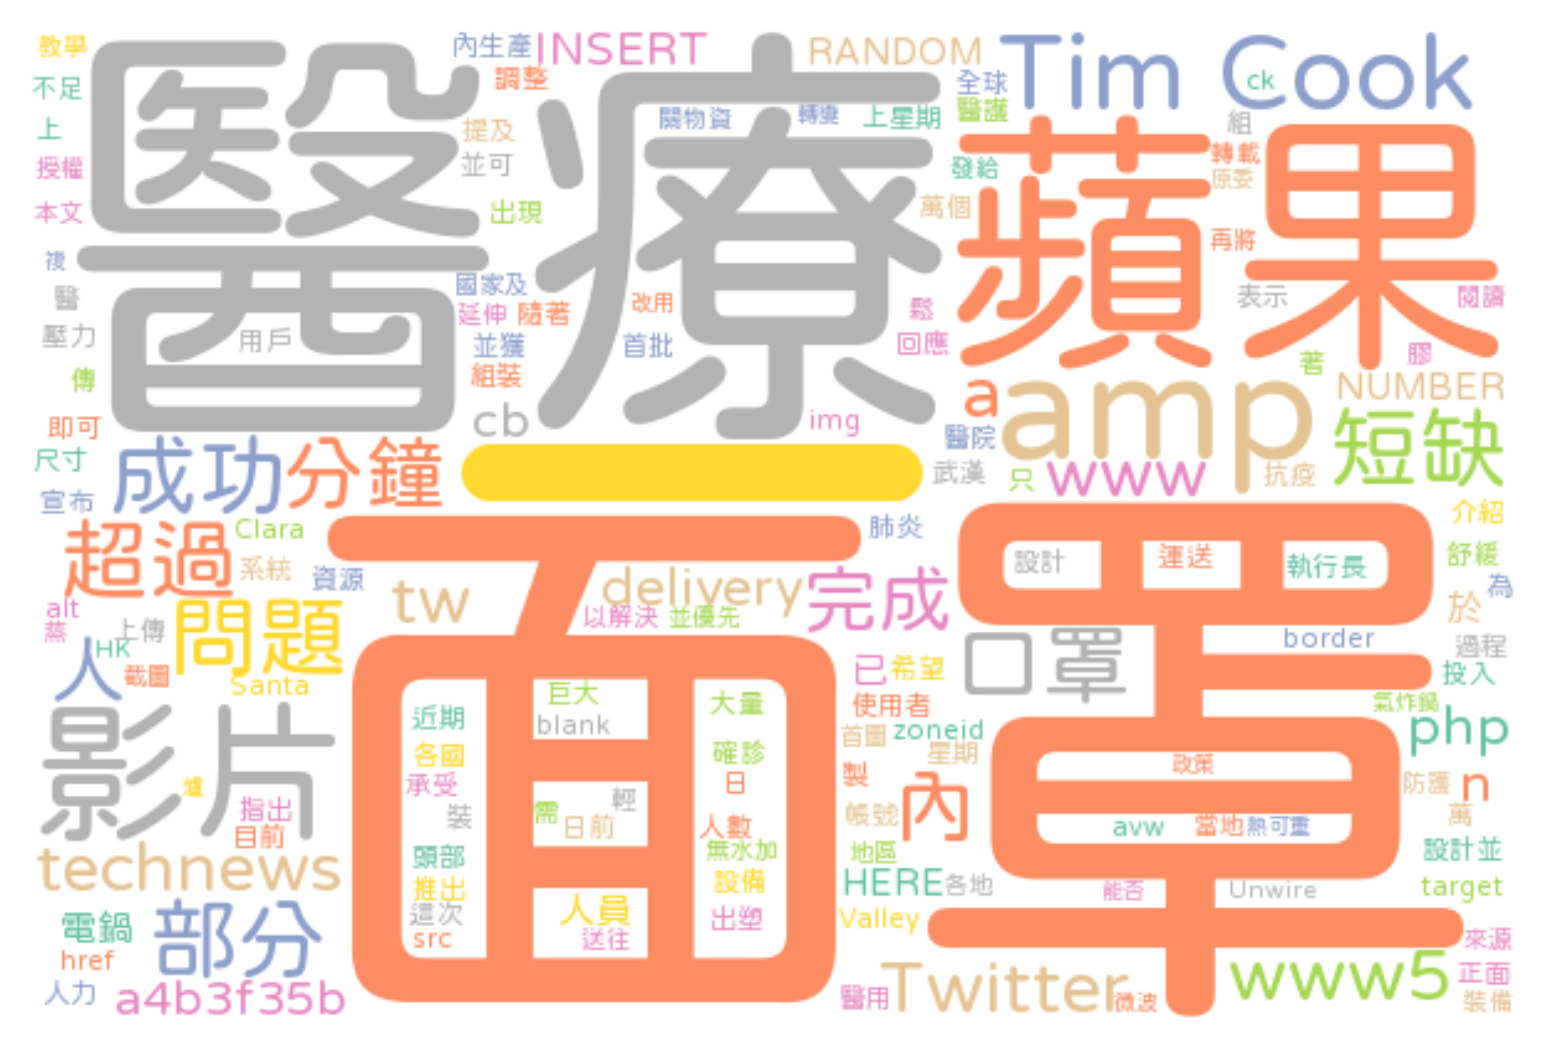 教學 內生產 INSERT RANDOM Tim Cook
不足 調整 全球 ck
上 醫療 提及 關物資 轉變 上星期 醫護 組
授權 並可 發給 蘋果 轉載 原委
本文 出現 萬個 再將
複 國家及 改用 表示 閱讀
醫 延伸 隨著 鬆
壓力 用戶 並獲 首批 回應 著 膠
傳 組裝 a amp NUMBER
即可 cb img 醫院 短缺
尺寸 成功 分鐘 一 武漢 只 www 抗疫
宣布 介紹
超過 Clara 肺炎 設計 運送 執行長 舒緩
系統 資源 tw delivery 完成 為
alt 以解決 並優先 於
蒸 上傳 問題 面罩 口罩 border 過程
人 HK 截圖 已 希望 投入
Santa 巨大 大量 使用者 氣炸鍋
影片 近期 blank 首圖 zoneid php
各國 確診 星期 政策
爐 承受 日 製 防護 n
指出 裝 需 輕 帳號 內 萬
目前 日前 人數 avw 當地 熱可重
technews 頭部 無水加 地區 設計並
推出 設備 HERE 各地 能否 Unwire target
電鍋 部分 這次 人員 出塑 Valley
href src 送往 來源
人力 a4b3f35b 醫用 Twitter 微波 www5 正面
裝備